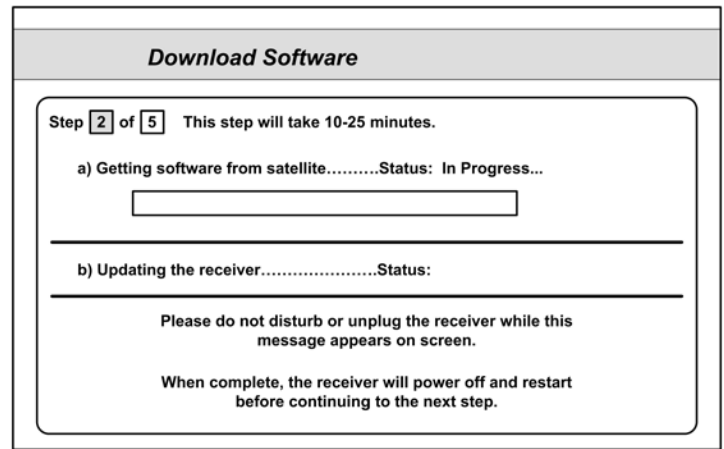 Download Software
Step 2 of 5 This step will take 10-25 minutes.
a) Getting software from satellite..........Status: In Progress...
b) Updating the receiver......................Status:
Please do not disturb or unplug the receiver while this
message appears on screen.
When complete, the receiver will power off and restart
before continuing to the next step.